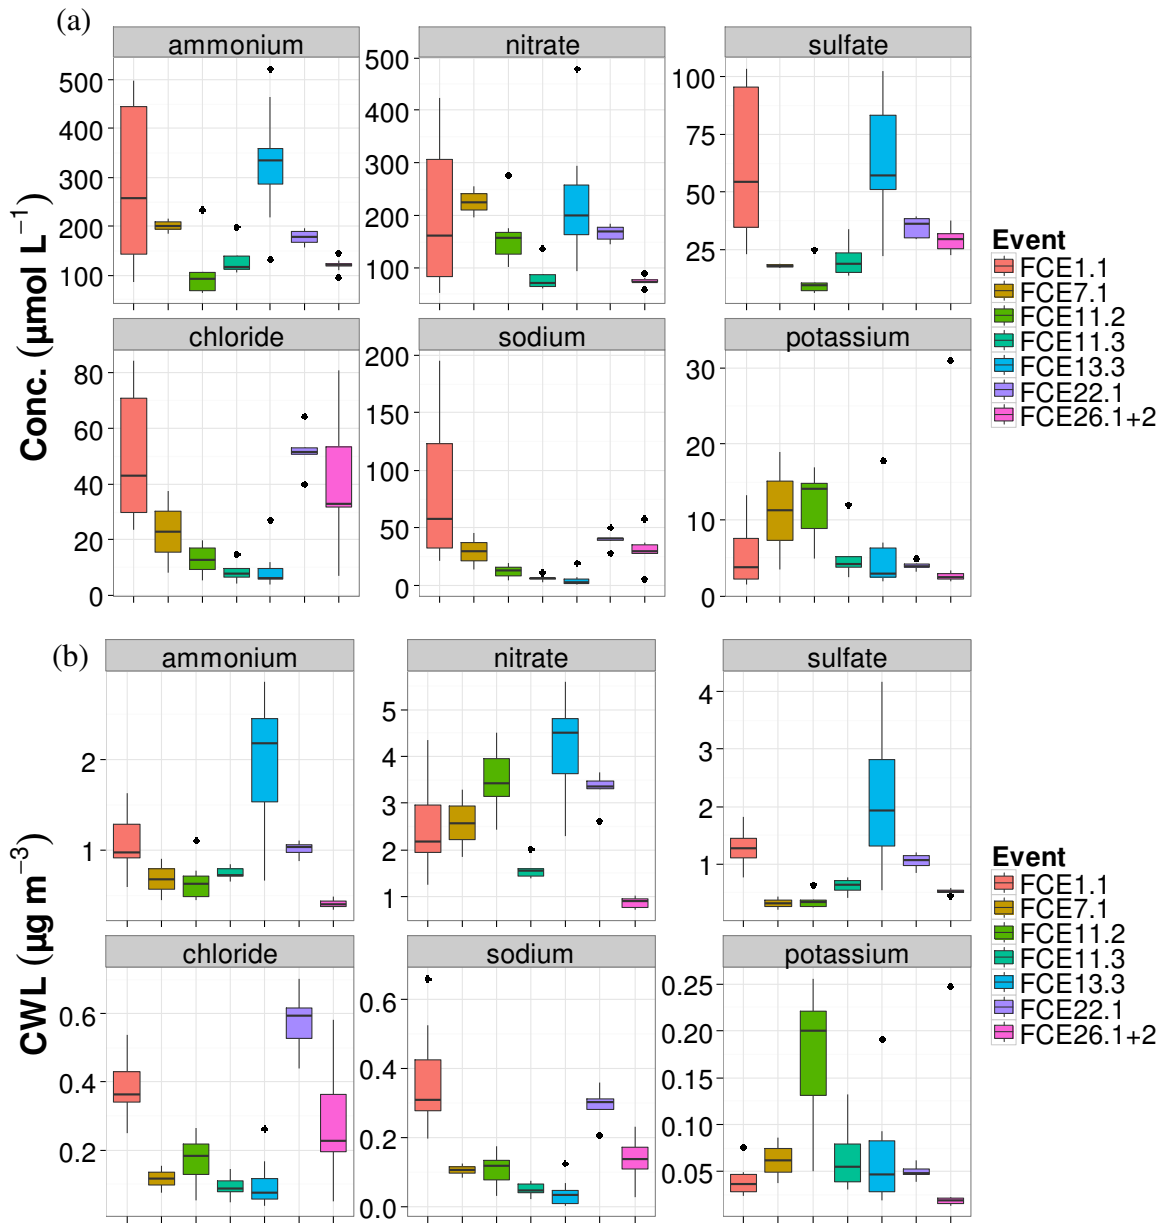 (a)
ammonium nitrate sulfate
500 500 100
400 400
300 300 75
200 200 50
100 100 25
chloride sodium potassium
80 200 30
60 150 20
40 100
20 50 10
0 0 0
Conc. (µmol L⁻¹)
Event
FCE1.1
FCE7.1
FCE11.2
FCE11.3
FCE13.3
FCE22.1
FCE26.1+2
(b)
ammonium nitrate sulfate
2 5 4
1 4 3
3 2
2 1
1
chloride sodium potassium
0.6 0.6 0.25
0.4 0.4 0.20
0.2 0.2 0.15
0.0 0.10
0.05
CWL (µg m⁻³)
Event
FCE1.1
FCE7.1
FCE11.2
FCE11.3
FCE13.3
FCE22.1
FCE26.1+2